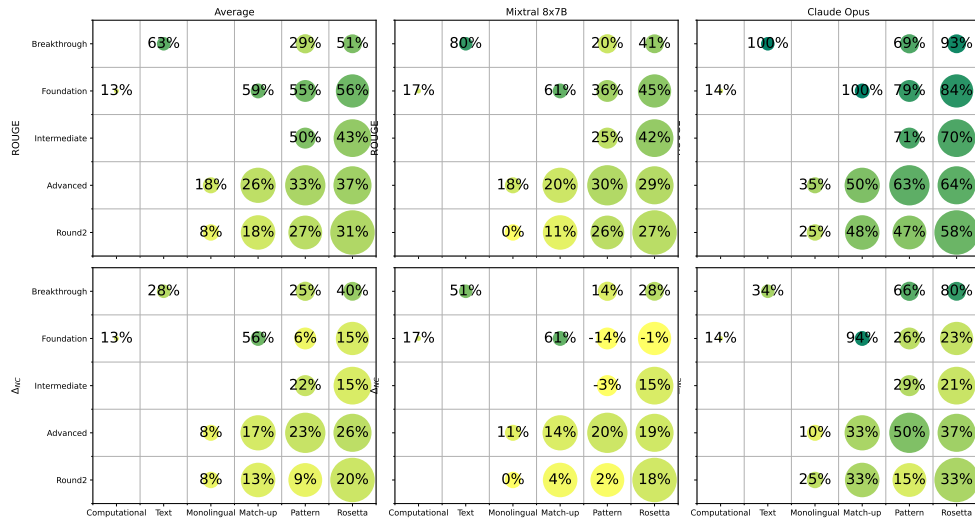 Average Mixtral 8x7B Claude Opus
ROUGE ROUGE
Breakthrough 63% 29% 51% 80% 20% 41% 100% 69% 93%
Foundation 13% 59% 55% 56% 17% 61% 36% 45% 14% 100% 79% 84%
Intermediate 50% 43% 25% 42% 71% 70%
Advanced 18% 26% 33% 37% 18% 20% 30% 29% 35% 50% 63% 64%
Round2 8% 18% 27% 31% 0% 11% 26% 27% 25% 48% 47% 58%
Δ_NC Δ_NC
Breakthrough 28% 25% 40% 51% 14% 28% 34% 66% 80%
Foundation 13% 56% 6% 15% 17% 61% -14% -1% 14% 94% 26% 23%
Intermediate 22% 15% -3% 15% 29% 21%
Advanced 8% 17% 23% 26% 11% 14% 20% 19% 10% 33% 50% 37%
Round2 8% 13% 9% 20% 0% 4% 2% 18% 25% 33% 15% 33%
Computational Text Monolingual Match-up Pattern Rosetta Computational Text Monolingual Match-up Pattern Rosetta Computational Text Monolingual Match-up Pattern Rosetta